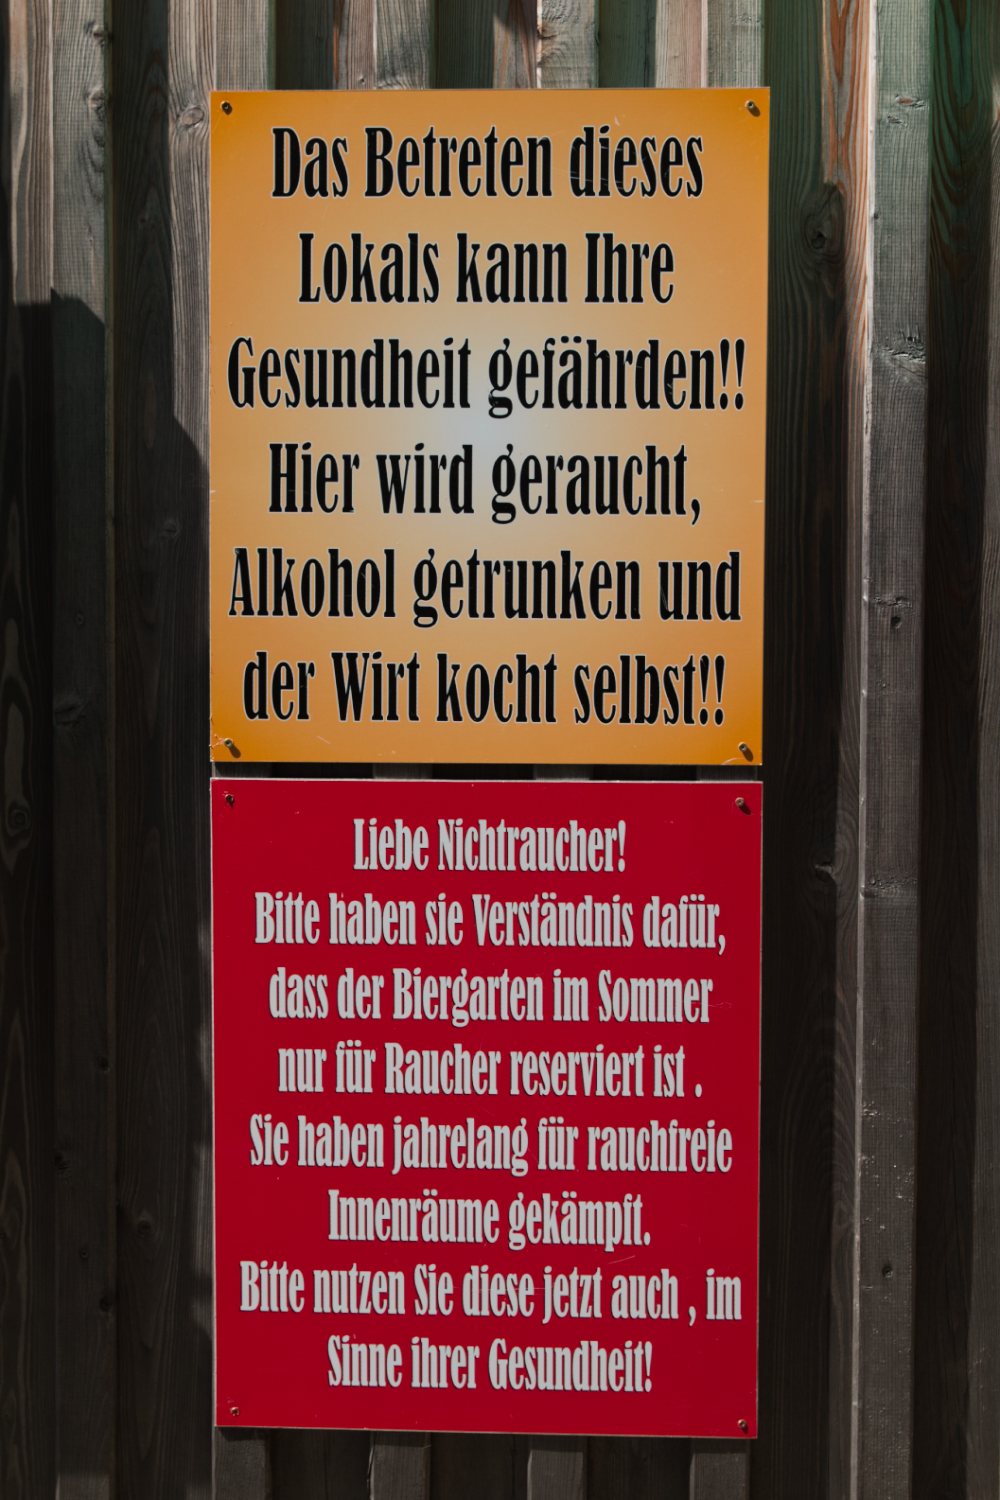 Das Betreten dieses
Lokals kann Ihre
Gesundheit gefährden!!
Hier wird geraucht,
Alkohol getrunken und
der Wirt kocht selbst!!
Liebe Nichtraucher!
Bitte haben sie Verständnis dafür,
dass der Biergarten im Sommer
nur für Raucher reserviert ist .
Sie haben jahrelang für rauchfreie
Innenräume gekämpft.
Bitte nutzen Sie diese jetzt auch , im
Sinne ihrer Gesundheit!